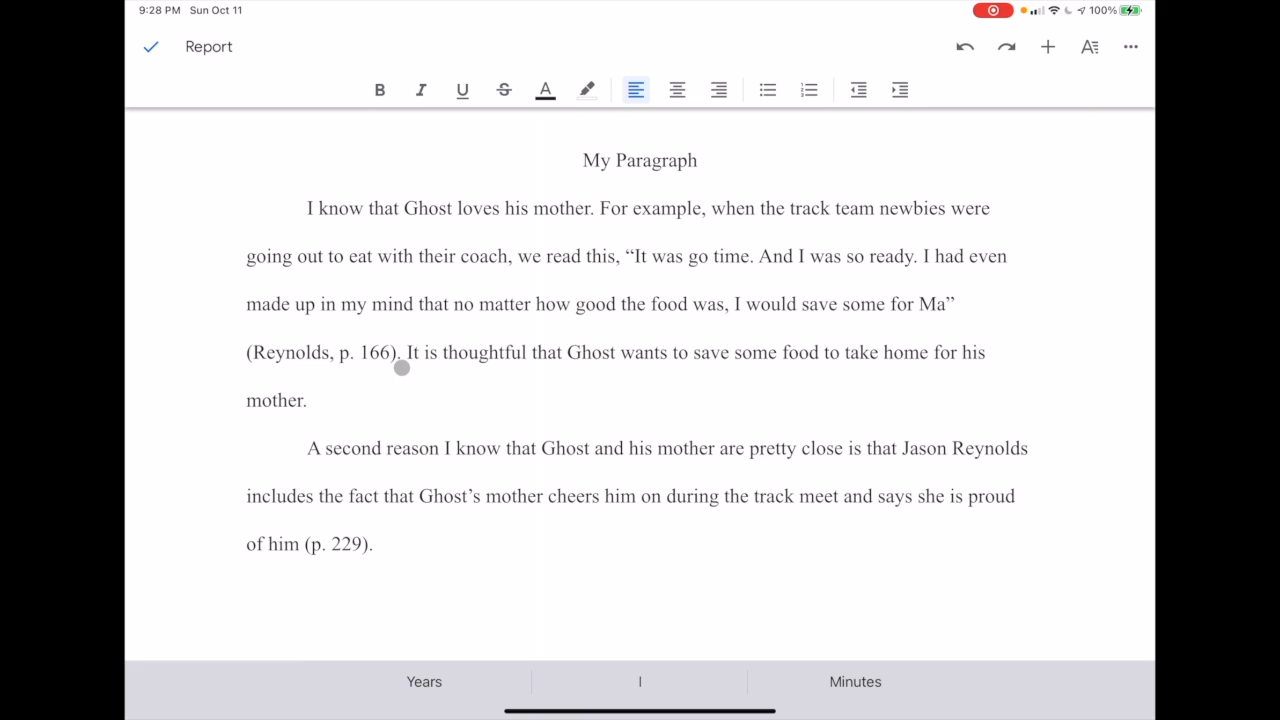 9:28 PM Sun Oct 11 100%
Report
B I U S A
My Paragraph
I know that Ghost loves his mother. For example, when the track team newbies were
going out to eat with their coach, we read this, “It was go time. And I was so ready. I had even
made up in my mind that no matter how good the food was, I would save some for Ma”
(Reynolds, p. 166). It is thoughtful that Ghost wants to save some food to take home for his
mother.
A second reason I know that Ghost and his mother are pretty close is that Jason Reynolds
includes the fact that Ghost’s mother cheers him on during the track meet and says she is proud
of him (p. 229).
Years I Minutes